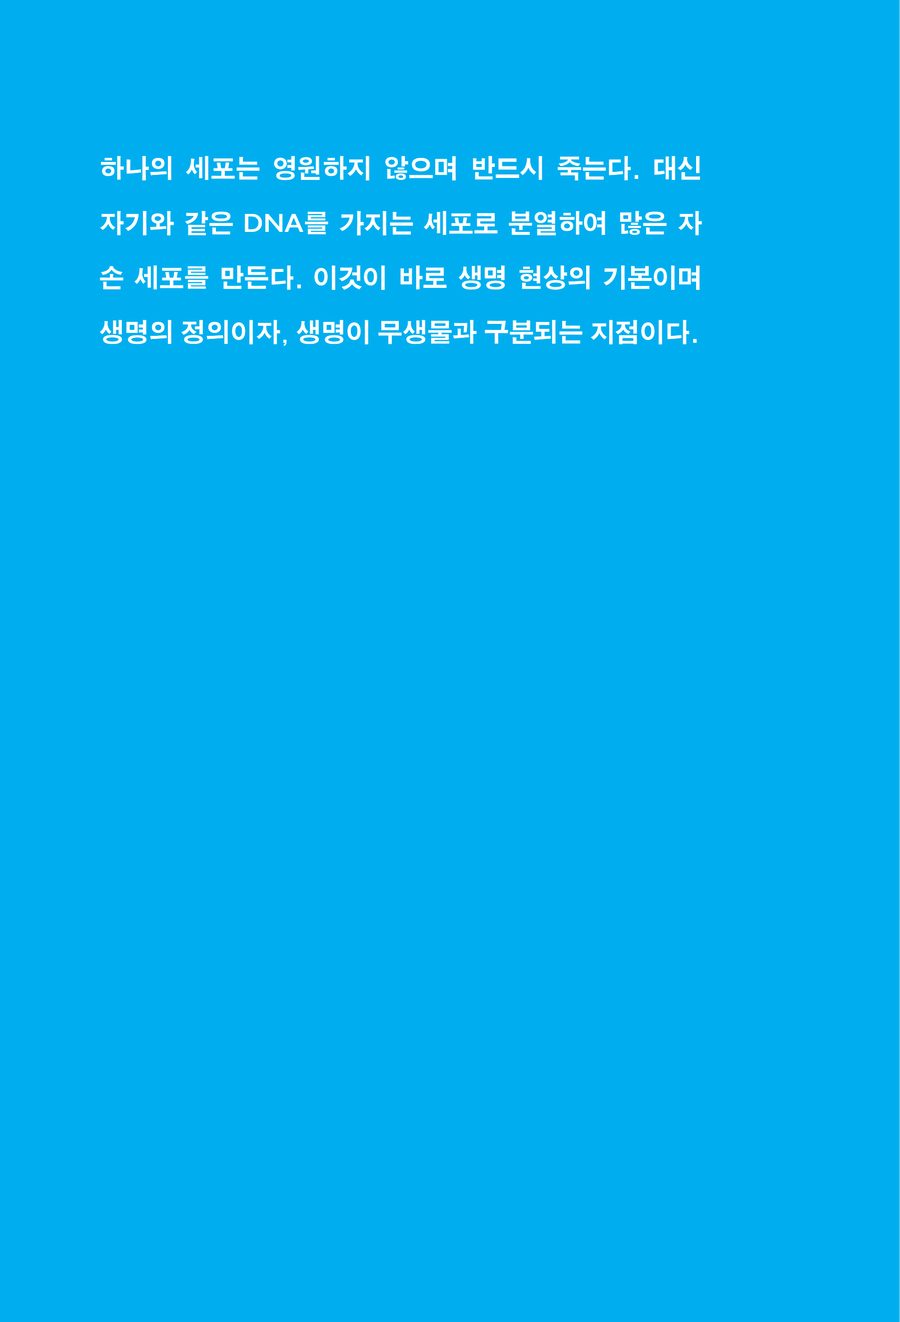 하나의 세포는 영원하지 않으며 반드시 죽는다. 대신
자기와 같은 DNA를 가지는 세포로 분열하여 많은 자
손 세포를 만든다. 이것이 바로 생명 현상의 기본이며
생명의 정의이자, 생명이 무생물과 구분되는 지점이다.